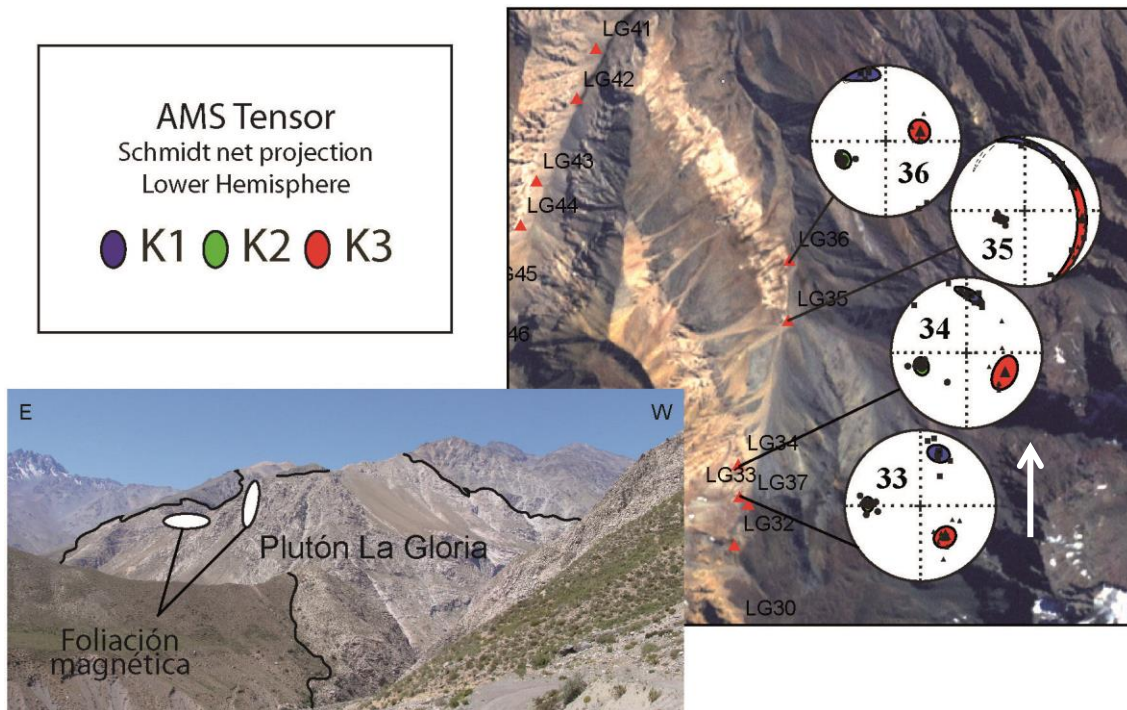 AMS Tensor
Schmidt net projection
Lower Hemisphere
K1 K2 K3
LG41
LG42
LG43
LG44
36
LG36
35
LG35
34
LG34
LG33
LG37
33
LG32
LG30
E W
Plutón La Gloria
Foliación
magnética